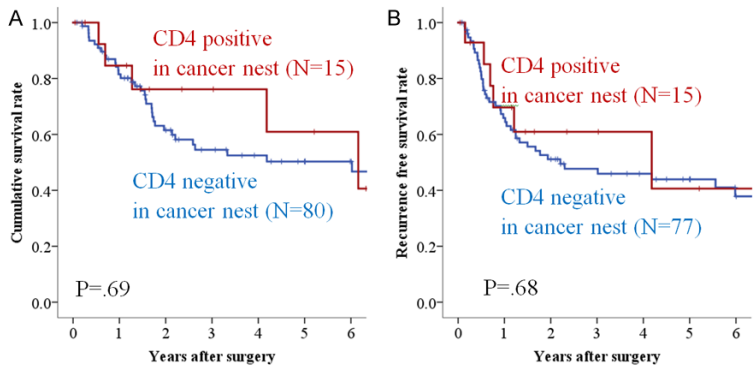 A
Cumulative survival rate
1.0
0.8
0.6
0.4
0.2
0.0
CD4 positive
in cancer nest (N=15)
CD4 negative
in cancer nest (N=80)
P=.69
0 1 2 3 4 5 6
Years after surgery
B
Recurrence free survival rate
1.0
0.8
0.6
0.4
0.2
0.0
CD4 positive
in cancer nest (N=15)
CD4 negative
in cancer nest (N=77)
P=.68
0 1 2 3 4 5 6
Years after surgery